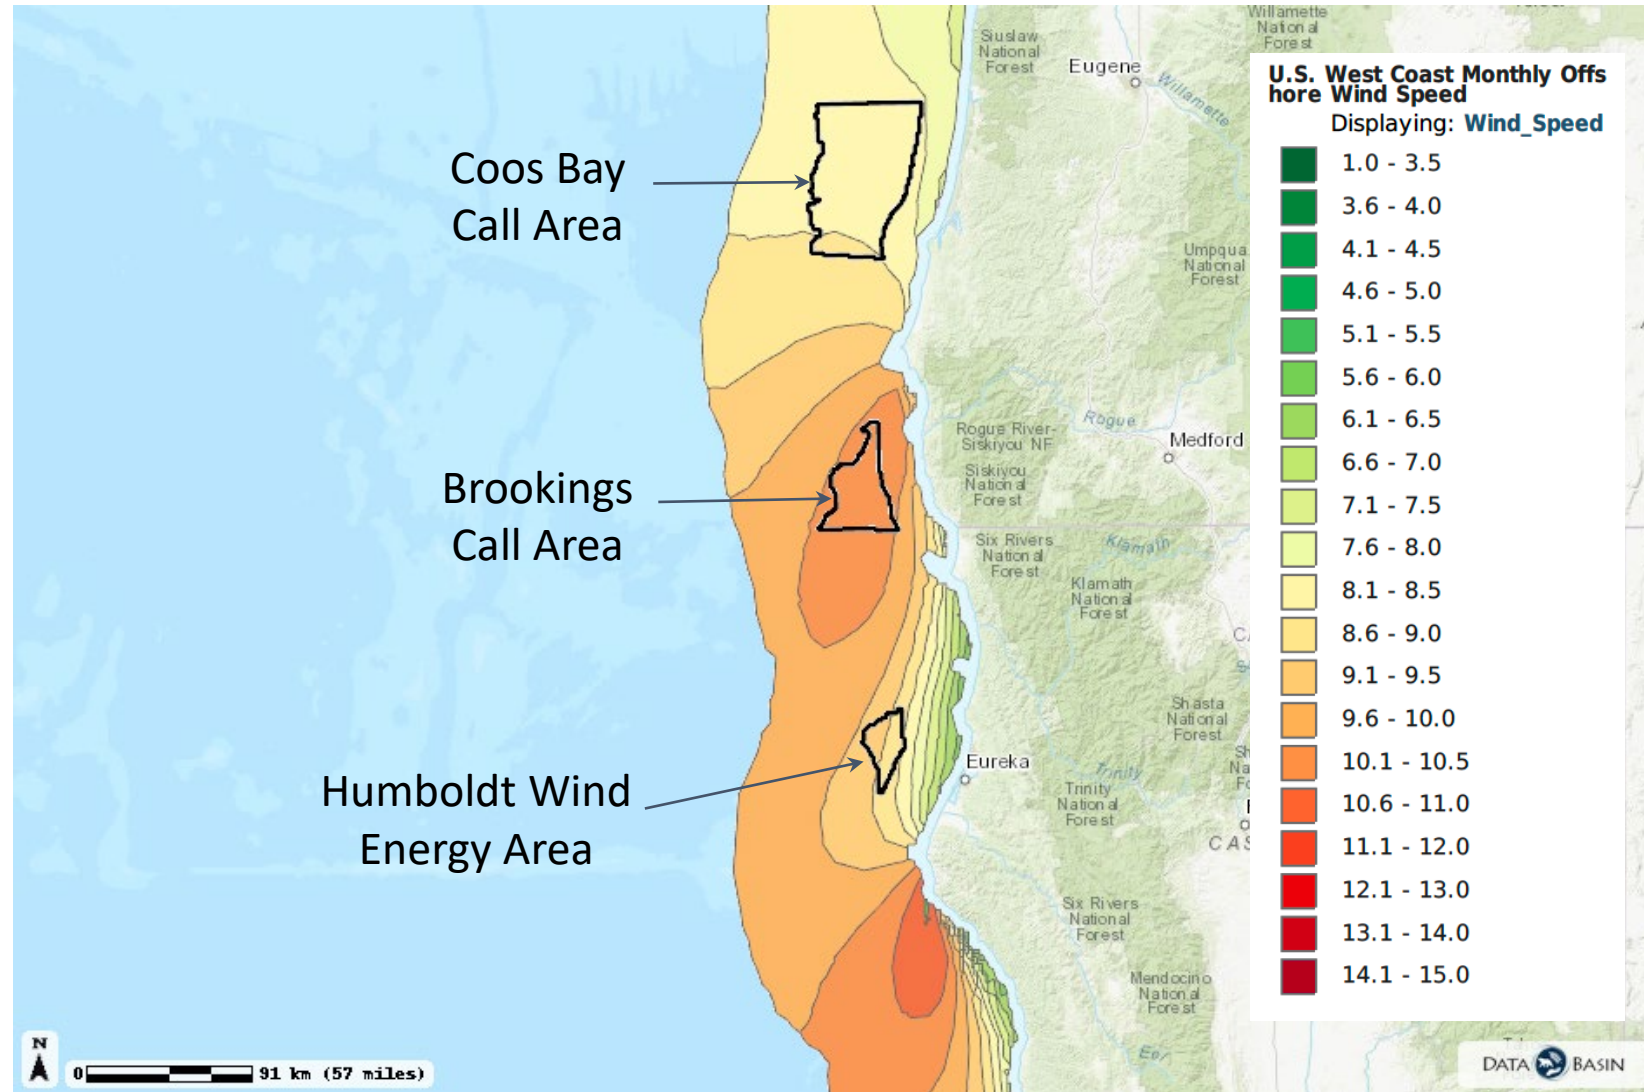 Willamette
National
Forest
Siuslaw
National
Forest
Eugene
Willamette
U.S. West Coast Monthly Offs
hore Wind Speed
Displaying: Wind_Speed
1.0 - 3.5
3.6 - 4.0
4.1 - 4.5
4.6 - 5.0
5.1 - 5.5
5.6 - 6.0
6.1 - 6.5
6.6 - 7.0
7.1 - 7.5
7.6 - 8.0
8.1 - 8.5
8.6 - 9.0
9.1 - 9.5
9.6 - 10.0
10.1 - 10.5
10.6 - 11.0
11.1 - 12.0
12.1 - 13.0
13.1 - 14.0
14.1 - 15.0
Coos Bay
Call Area
Umpqua
National
Forest
Rogue
Rogue River-
Siskiyou NF
Medford
Siskiyou
National
Forest
Brookings
Call Area
Six Rivers
National
Forest
Klamath
Klamath
National
Forest
Shasta
National
Forest
Eureka
Trinity
Trinity
National
Forest
CAS
Humboldt Wind
Energy Area
Six Rivers
National
Forest
Mendocino
National
Forest
Eel
N
0 91 km (57 miles)
DATA BASIN